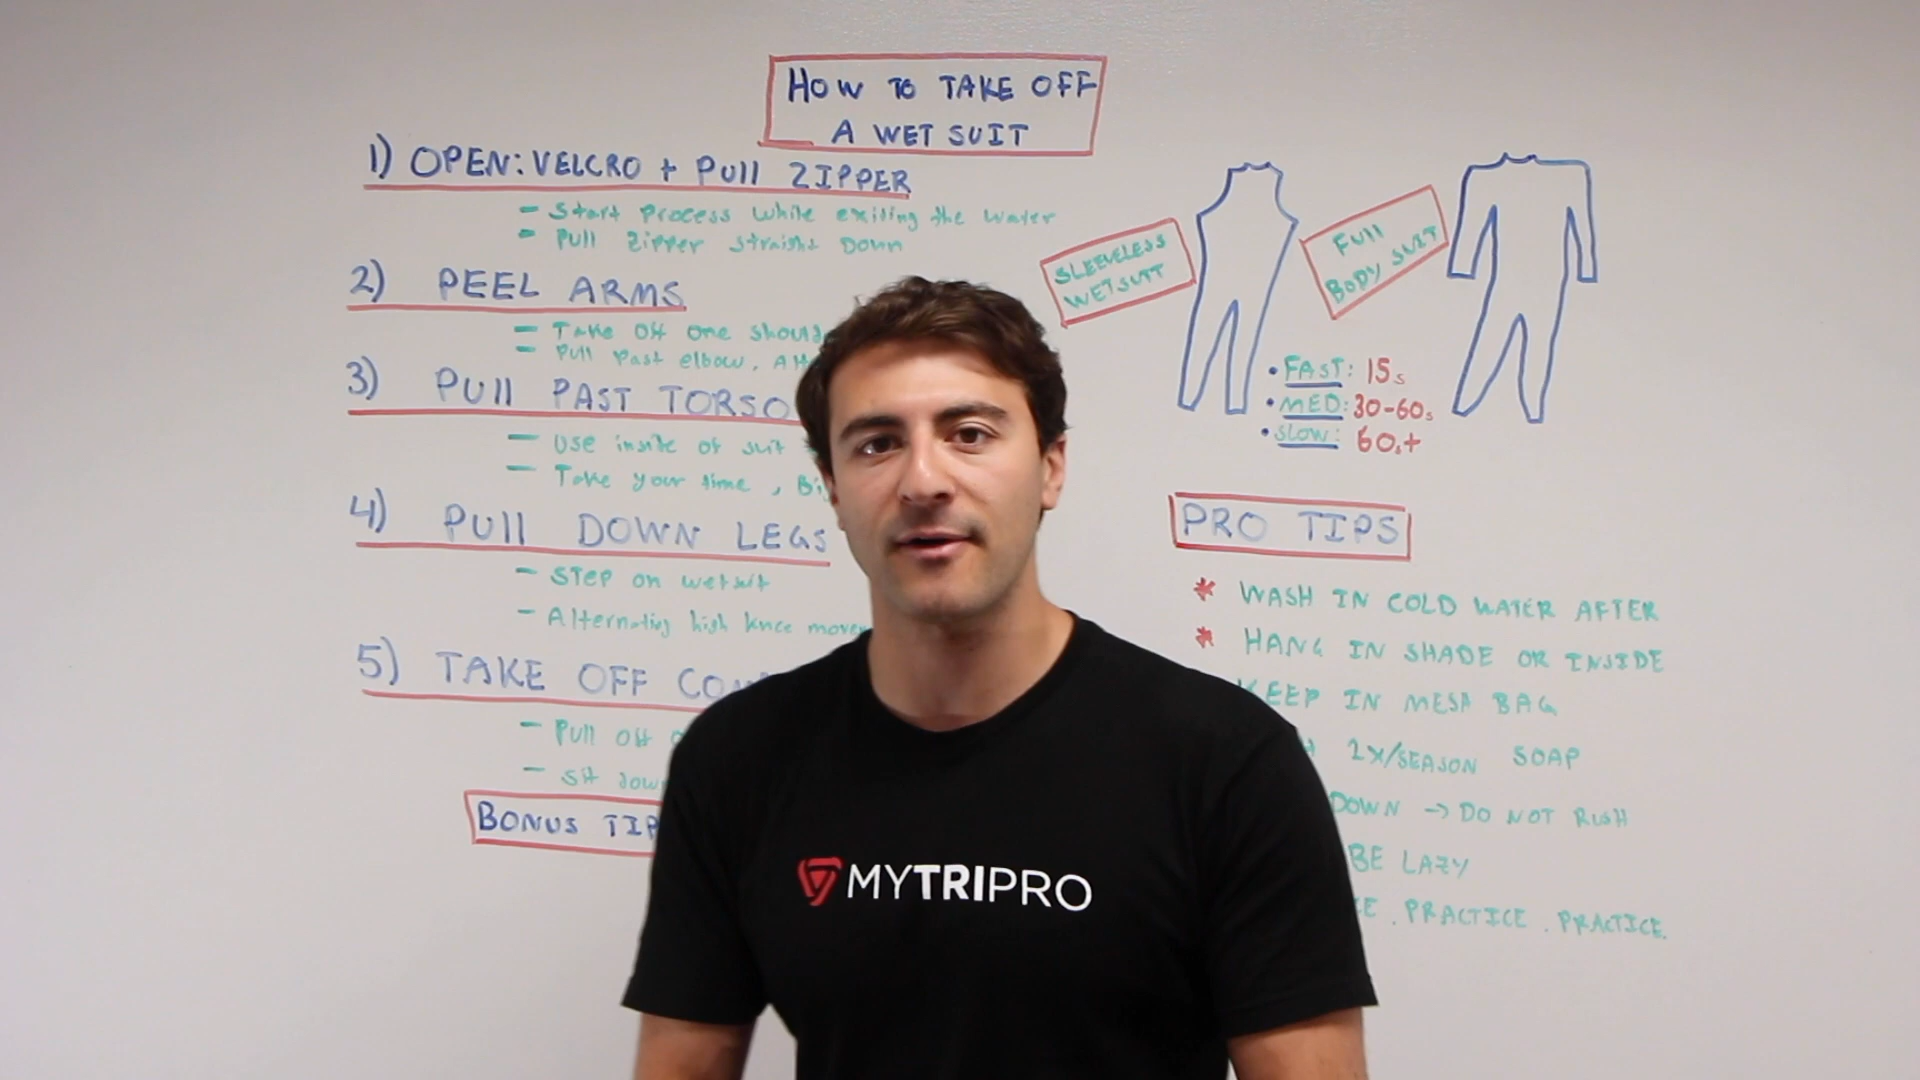 HOW TO TAKE OFF
A WET SUIT
1) OPEN: VELCRO + PUll ZIPPER
- Start Process while exiting the water
- Pull Zipper straight Down
2) PEEL ARMS
- Take off one
- Pull past elbow,
3) PUll PAST TORSO
- Use inside of suit
- Take your time,
4) PUll DOWN LEGS
- STEP on wetsuit
- Alternating high knee
5) TAKE OFF
- Pull off
- Sit down
BONUS TIP
SLEEVELESS
WETSUIT
FUll
BODY SUIT
• FAST: 15s
• MED: 30-60s
• SLOW: 60s+
PRO TIPS
* WASH IN COLD WATER AFTER
* HANG IN SHADE OR INSIDE
KEEP IN MESH BAG
2X/SEASON SOAP
DOWN -> DO NOT RUSH
BE LAZY
. PRACTICE . PRACTICE.
MYTRIPRO